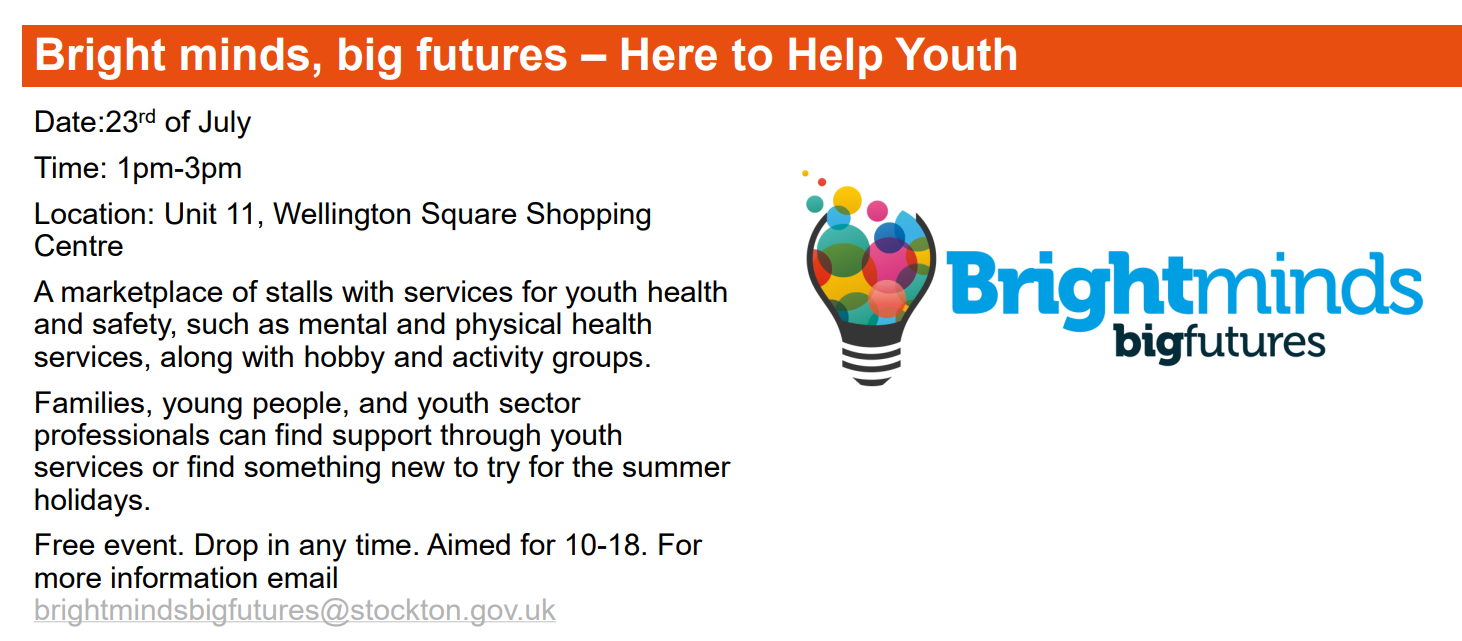 Bright minds, big futures – Here to Help Youth
Date:23rd of July
Time: 1pm-3pm
Location: Unit 11, Wellington Square Shopping
Centre
A marketplace of stalls with services for youth health
and safety, such as mental and physical health
services, along with hobby and activity groups.
Families, young people, and youth sector
professionals can find support through youth
services or find something new to try for the summer
holidays.
Free event. Drop in any time. Aimed for 10-18. For
more information email
brightmindsbigfutures@stockton.gov.uk
Brightminds
bigfutures